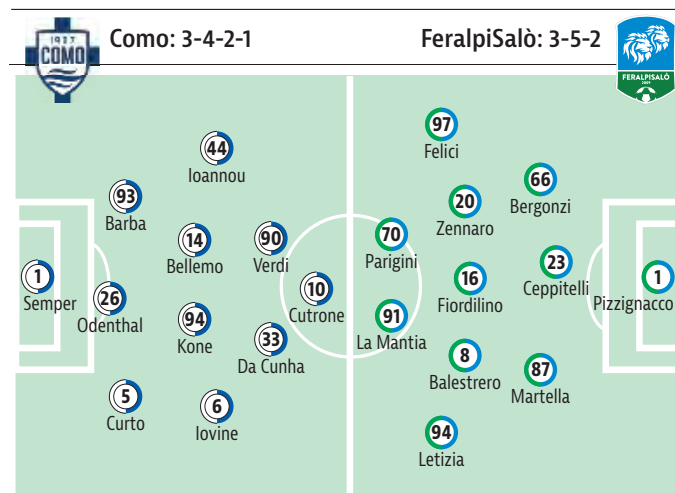 1927
COMO
Como: 3-4-2-1
FeralpiSalò: 3-5-2
FERALPISALÒ
2009
44
Ioannou
93
Barba
14
Bellemo
90
Verdi
1
Semper
26
Odenthal
10
Cutrone
94
Kone
33
Da Cunha
5
Curto
6
Iovine
97
Felici
66
Bergonzi
20
Zennaro
70
Parigini
23
Ceppitelli
16
Fiordilino
1
Pizzignacco
91
La Mantia
8
Balestrero
87
Martella
94
Letizia